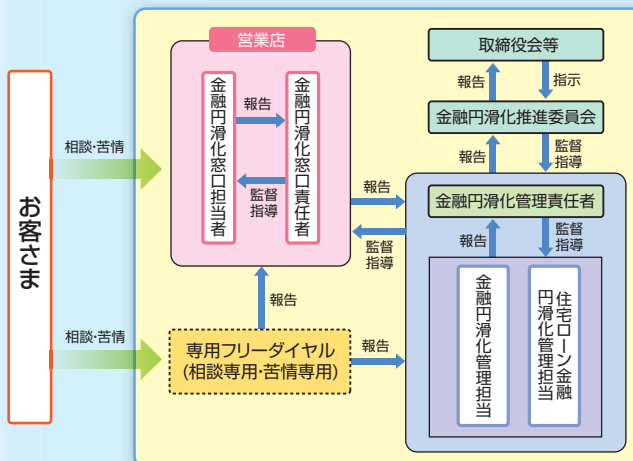 お客さま
相談・苦情
相談・苦情
営業店
金融円滑化窓口担当者
報告
監督
指導
金融円滑化窓口責任者
報告
専用フリーダイヤル
(相談専用・苦情専用)
報告
報告
監督
指導
取締役会等
報告
指示
金融円滑化推進委員会
報告
監督
指導
金融円滑化管理責任者
報告
監督
指導
金融円滑化管理担当
住宅ローン金融
円滑化管理担当